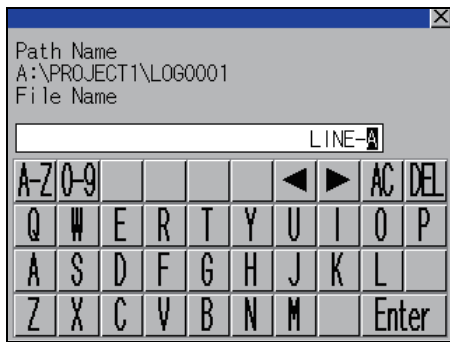 Path Name
A:\PROJECT1\LOG0001
File Name
LINE-A
A-Z 0-9 ◀ ▶ AC DEL
Q W E R T Y U I O P
A S D F G H J K L
Z X C V B N M Enter